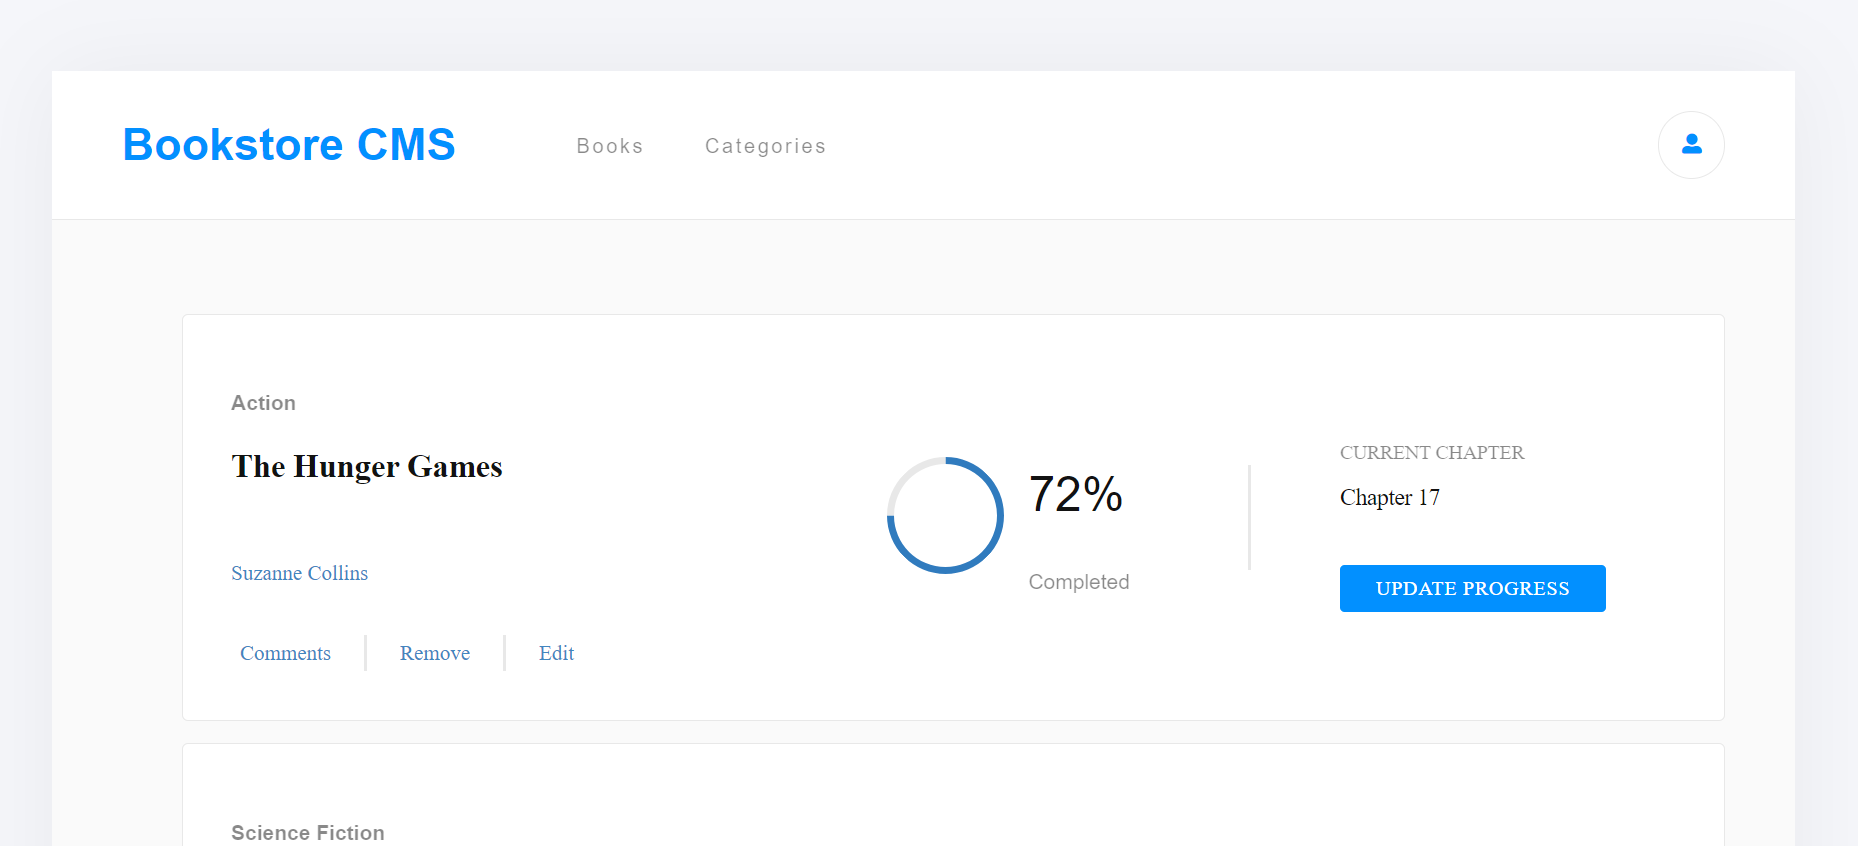 Bookstore CMS
Books
Categories
Action
The Hunger Games
Suzanne Collins
Comments
Remove
Edit
72%
Completed
CURRENT CHAPTER
Chapter 17
UPDATE PROGRESS
Science Fiction